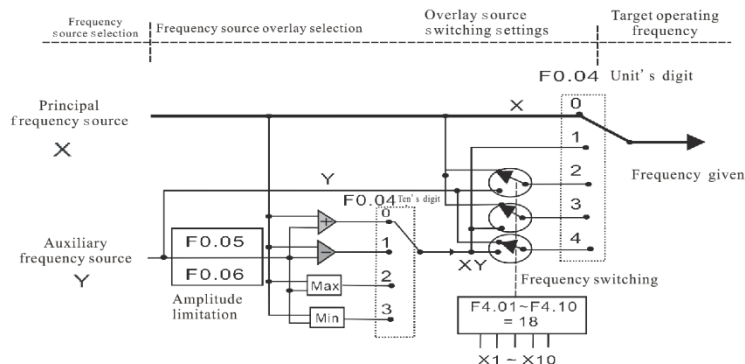 Frequency
source selection
Frequency source overlay selection
Overlay source
switching settings
Target operating
frequency
F0.04 Unit's digit
Principal
frequency source
X
X
0
1
2
3
4
Frequency given
Y
F0.04 Ten's digit
0
1
2
3
Auxiliary
frequency source
Y
F0.05
F0.06
Amplitude
limitation
+
−
Max
Min
XY
Frequency switching
F4.01~F4.10
= 18
X1 ~ X10